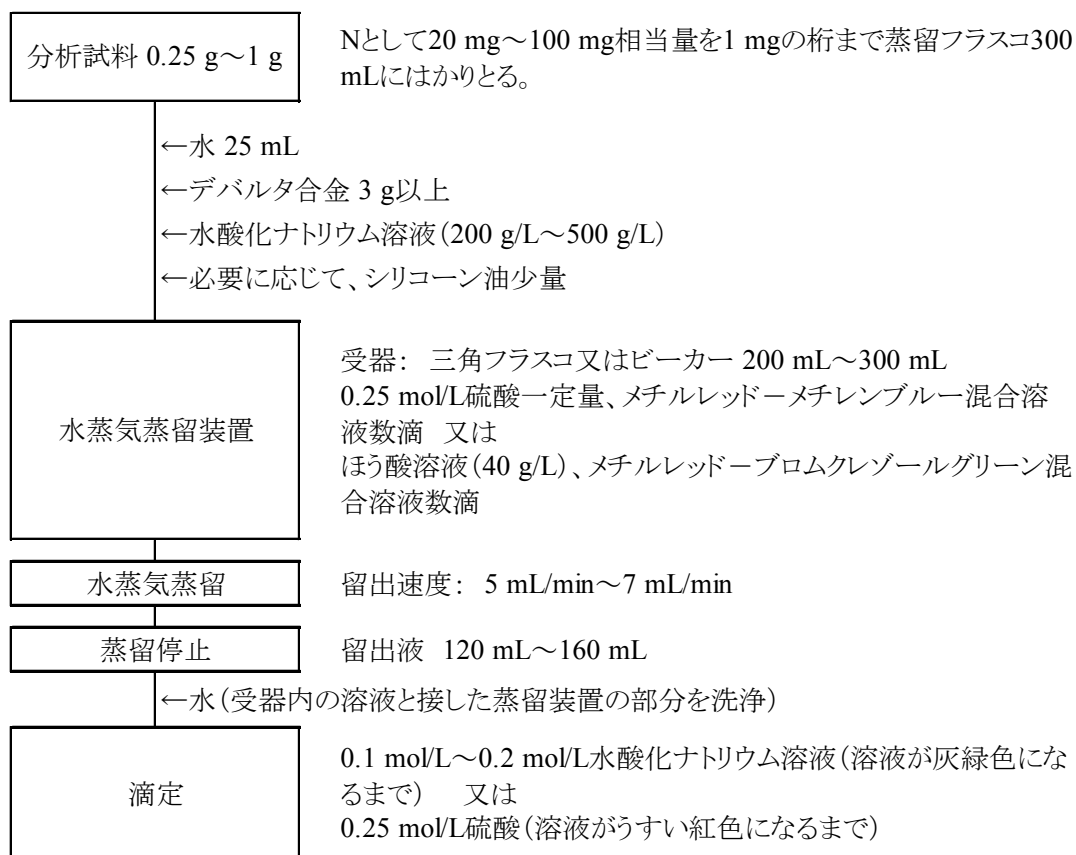 分析試料 0.25 g～1 g
Nとして20 mg～100 mg相当量を1 mgの桁まで蒸留フラスコ300
mLにはかりとる。
←水 25 mL
←デバルタ合金 3 g以上
←水酸化ナトリウム溶液（200 g/L～500 g/L）
←必要に応じて、シリコーン油少量
水蒸気蒸留装置
受器： 三角フラスコ又はビーカー 200 mL～300 mL
0.25 mol/L硫酸一定量、メチルレッド－メチレンブルー混合溶
液数滴 又は
ほう酸溶液（40 g/L）、メチルレッド－ブロムクレゾールグリーン混
合溶液数滴
水蒸気蒸留
留出速度： 5 mL/min～7 mL/min
蒸留停止
留出液 120 mL～160 mL
←水（受器内の溶液と接した蒸留装置の部分を洗浄）
滴定
0.1 mol/L～0.2 mol/L水酸化ナトリウム溶液（溶液が灰緑色にな
るまで） 又は
0.25 mol/L硫酸（溶液がうすい紅色になるまで）